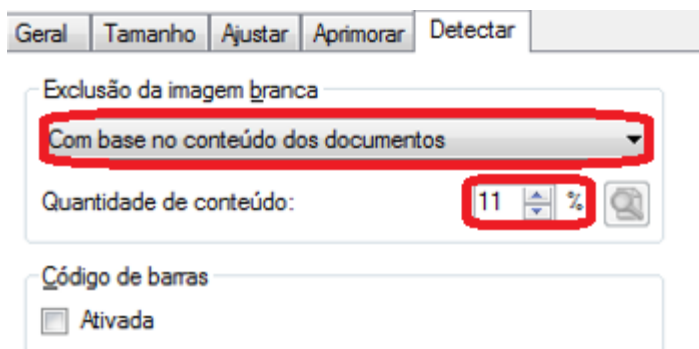 Geral Tamanho Ajustar Aprimorar Detectar
Exclusão da imagem branca
Com base no conteúdo dos documentos
Quantidade de conteúdo: 11 %
Código de barras
Ativada